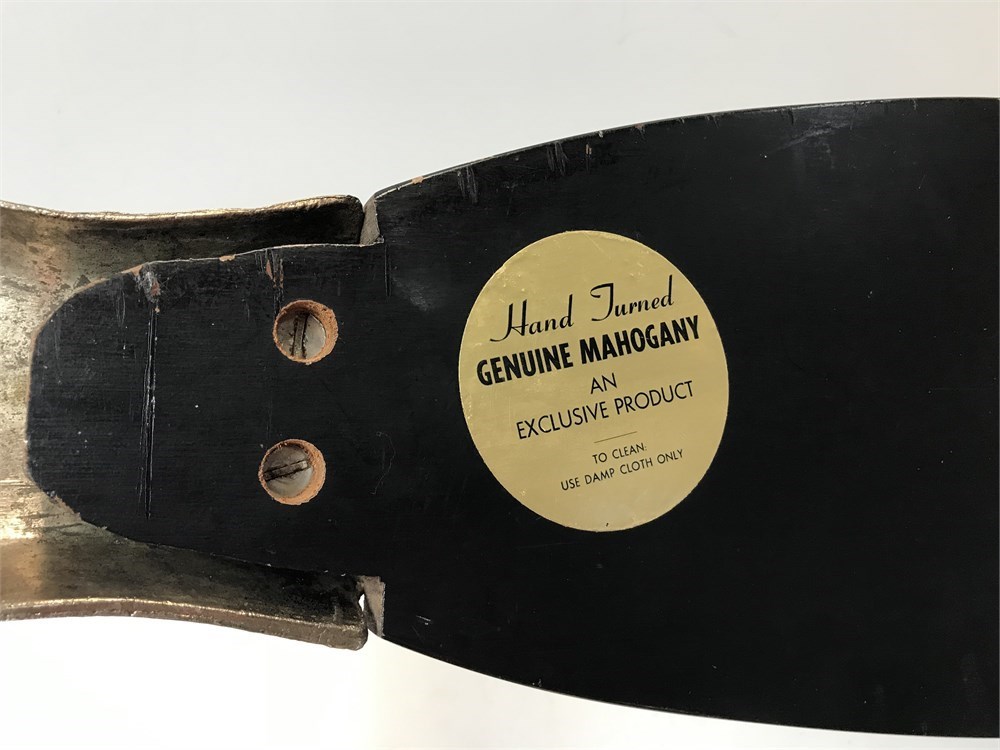 Hand Turned
GENUINE MAHOGANY
AN
EXCLUSIVE PRODUCT
TO CLEAN:
USE DAMP CLOTH ONLY